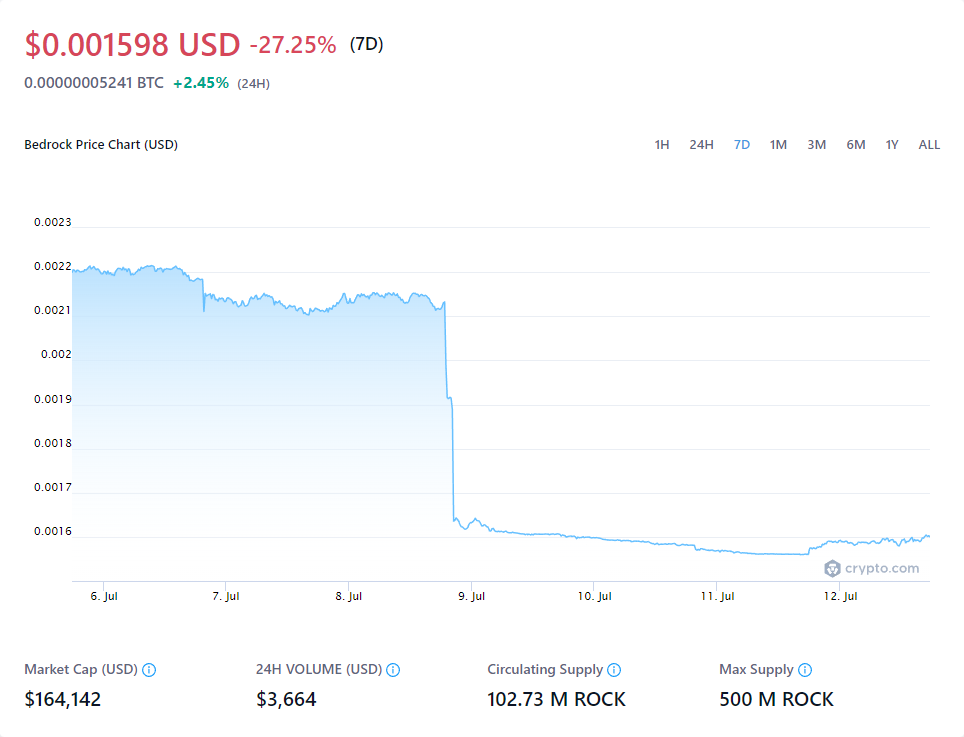 $0.001598 USD -27.25% (7D)
0.00000005241 BTC +2.45% (24H)
Bedrock Price Chart (USD)
1H 24H 7D 1M 3M 6M 1Y ALL
0.0023
0.0022
0.0021
0.002
0.0019
0.0018
0.0017
0.0016
crypto.com
6. Jul 7. Jul 8. Jul 9. Jul 10. Jul 11. Jul 12. Jul
Market Cap (USD) 24H VOLUME (USD) Circulating Supply Max Supply
$164,142 $3,664 102.73 M ROCK 500 M ROCK